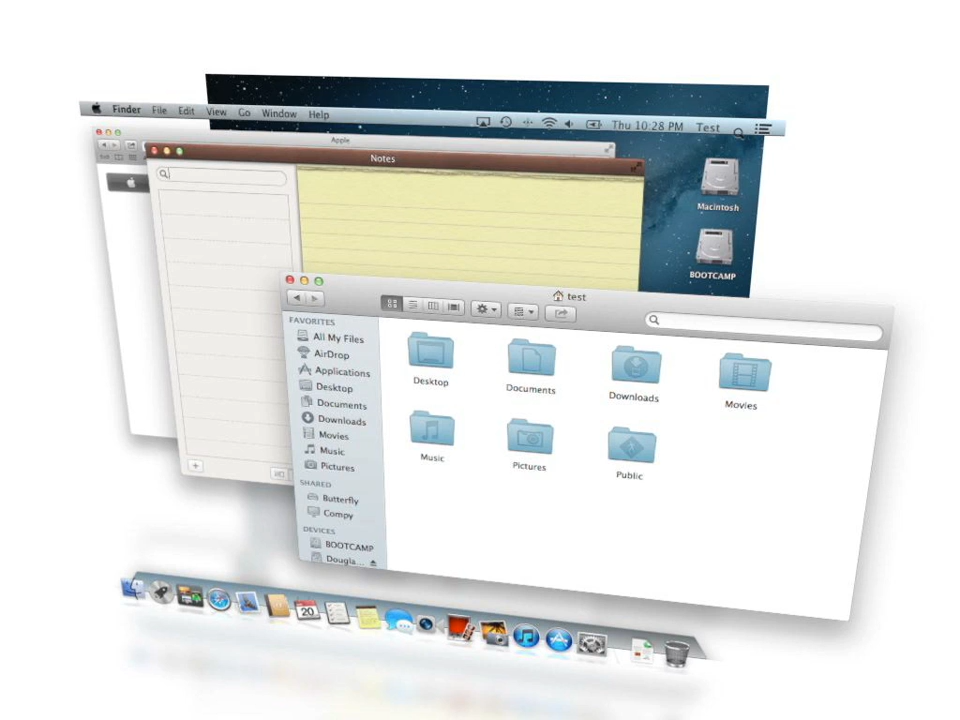 Finder File Edit View Go Window Help
Thu 10:28 PM Test
Apple
Notes
Macintosh
BOOTCAMP
test
FAVORITES
All My Files
AirDrop
Applications
Desktop
Documents
Downloads
Movies
Music
Pictures
SHARED
Butterfly
Compy
DEVICES
BOOTCAMP
Dougla...
Desktop
Documents
Downloads
Movies
Music
Pictures
Public
20